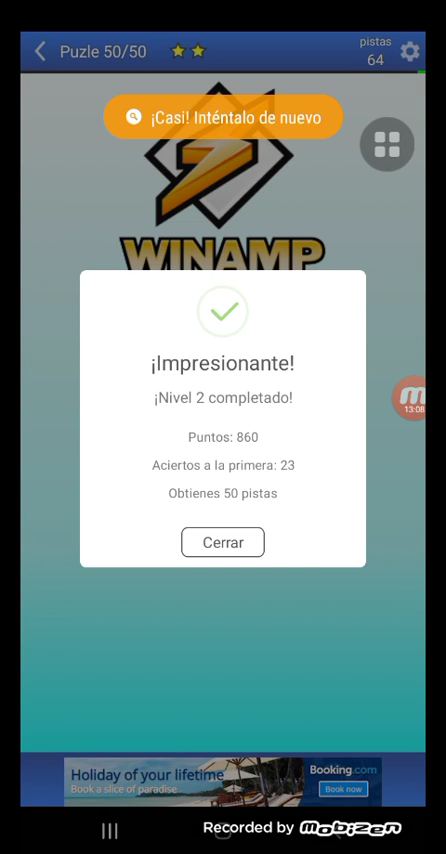 Puzle 50/50
pistas
64
¡Casi! Inténtalo de nuevo
WINAMP
¡Impresionante!
¡Nivel 2 completado!
13:08
Puntos: 860
Aciertos a la primera: 23
Obtienes 50 pistas
Cerrar
Holiday of your lifetime
Book a slice of paradise
Booking.com
Book now
Recorded by Mobizen